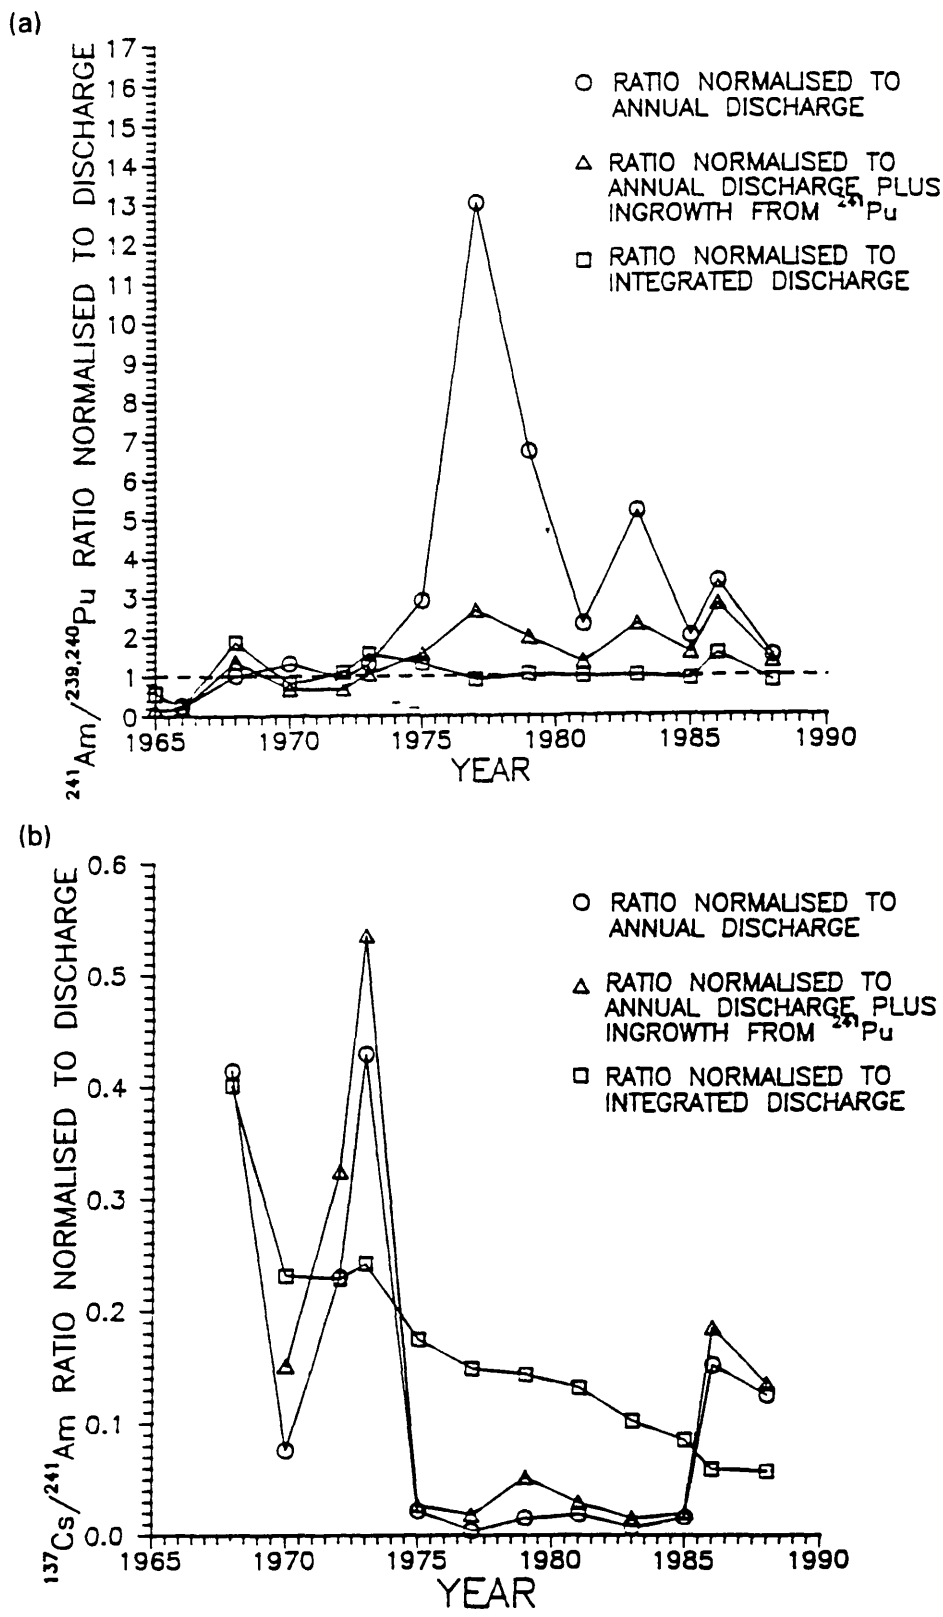 (a)
²⁴¹Am/²³⁹,²⁴⁰Pu RATIO NORMALISED TO DISCHARGE
17
16
15
14
13
12
11
10
9
8
7
6
5
4
3
2
1
0
RATIO NORMALISED TO
ANNUAL DISCHARGE
RATIO NORMALISED TO
ANNUAL DISCHARGE PLUS
INGROWTH FROM ²⁴¹Pu
RATIO NORMALISED TO
INTEGRATED DISCHARGE
1965 1970 1975 1980 1985 1990
YEAR
(b)
¹³⁷Cs/²⁴¹Am RATIO NORMALISED TO DISCHARGE
0.6
0.5
0.4
0.3
0.2
0.1
0.0
RATIO NORMALISED TO
ANNUAL DISCHARGE
RATIO NORMALISED TO
ANNUAL DISCHARGE PLUS
INGROWTH FROM ²⁴¹Pu
RATIO NORMALISED TO
INTEGRATED DISCHARGE
1965 1970 1975 1980 1985 1990
YEAR